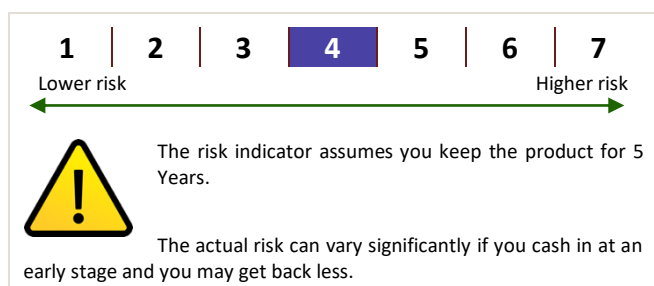 1 2 3 4 5 6 7
Lower risk Higher risk
The risk indicator assumes you keep the product for 5
Years.
The actual risk can vary significantly if you cash in at an
early stage and you may get back less.